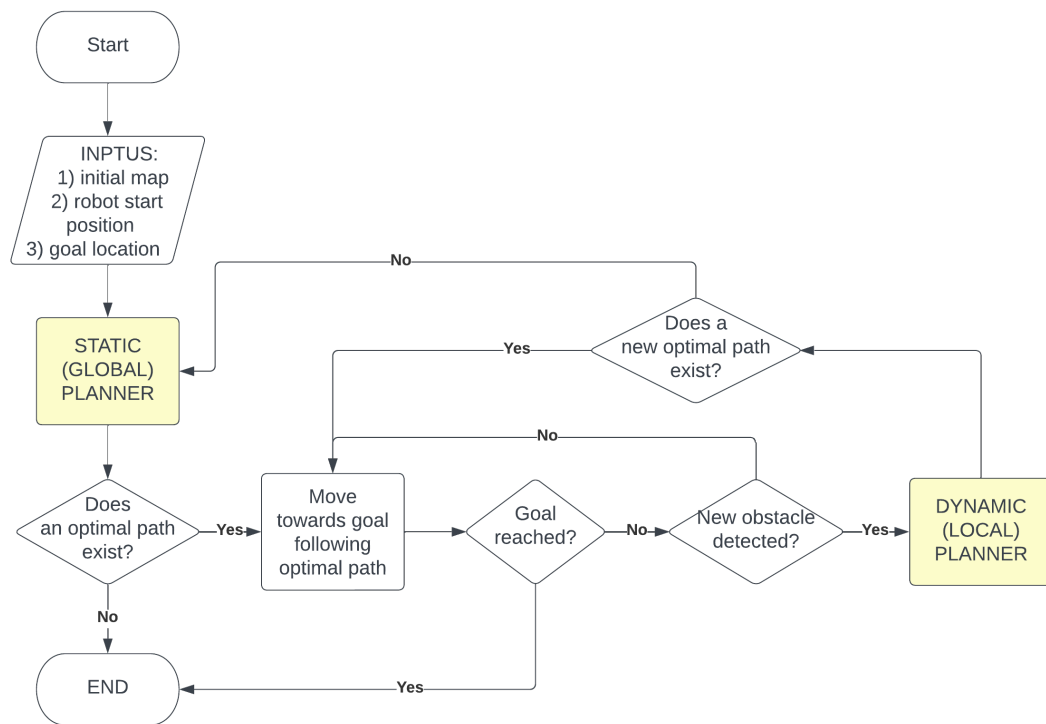 Start
INPTUS:
1) initial map
2) robot start
position
3) goal location
No
STATIC
(GLOBAL)
PLANNER
Does a
new optimal path
exist?
Yes
No
Does
an optimal path
exist?
Yes
Move
towards goal
following
optimal path
Goal
reached?
No
New obstacle
detected?
Yes
DYNAMIC
(LOCAL)
PLANNER
No
END
Yes